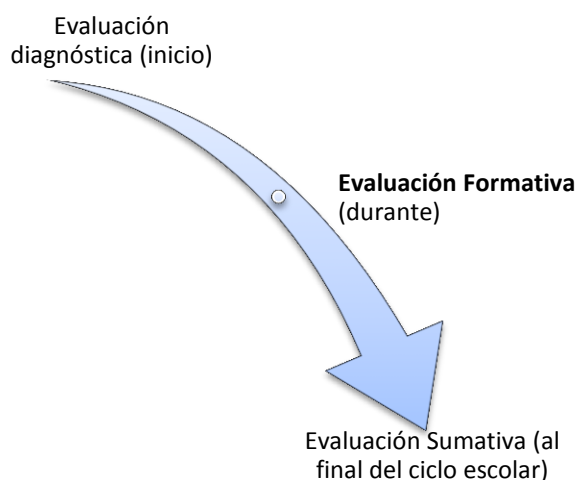 Evaluación
diagnóstica (inicio)
Evaluación Formativa
(durante)
Evaluación Sumativa (al
final del ciclo escolar)